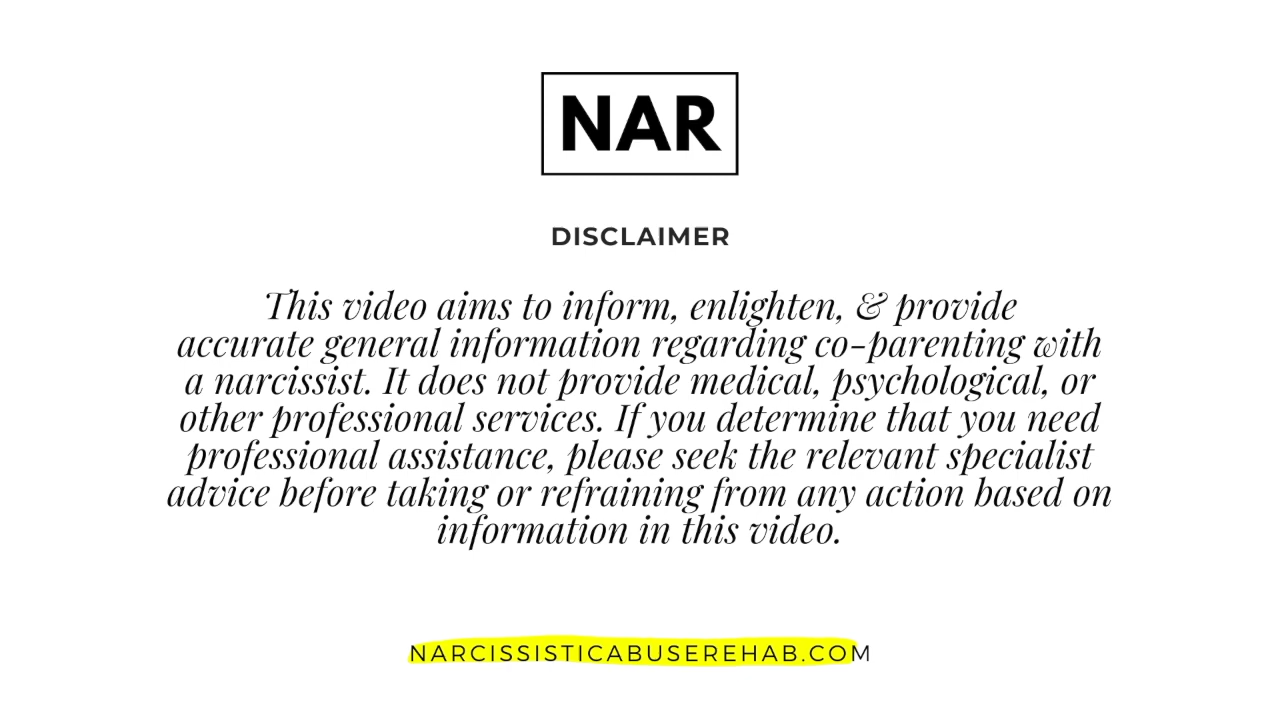 NAR
DISCLAIMER
This video aims to inform, enlighten, & provide
accurate general information regarding co-parenting with
a narcissist. It does not provide medical, psychological, or
other professional services. If you determine that you need
professional assistance, please seek the relevant specialist
advice before taking or refraining from any action based on
information in this video.
NARCISSISTICABUSEREHAB.COM